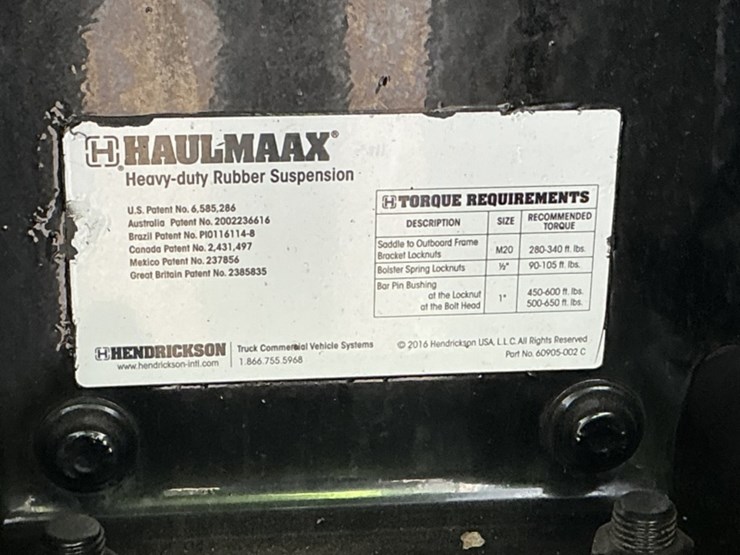 HAULMAAX®
Heavy-duty Rubber Suspension
U.S. Patent No. 6,585,286
Australia Patent No. 2002236616
Brazil Patent No. PI0116114-8
Canada Patent No. 2,431,497
Mexico Patent No. 237856
Great Britain Patent No. 2385835
TORQUE REQUIREMENTS
DESCRIPTION SIZE RECOMMENDED TORQUE
Saddle to Outboard Frame
Bracket Locknuts M20 280-340 ft. lbs.
Bolster Spring Locknuts ½" 90-105 ft. lbs.
Bar Pin Bushing
at the Locknut 1" 450-600 ft. lbs.
at the Bolt Head 500-650 ft. lbs.
HENDRICKSON
www.hendrickson-intl.com
Truck Commercial Vehicle Systems
1.866.755.5968
© 2016 Hendrickson USA, L.L.C. All Rights Reserved
Part No. 60905-002 C